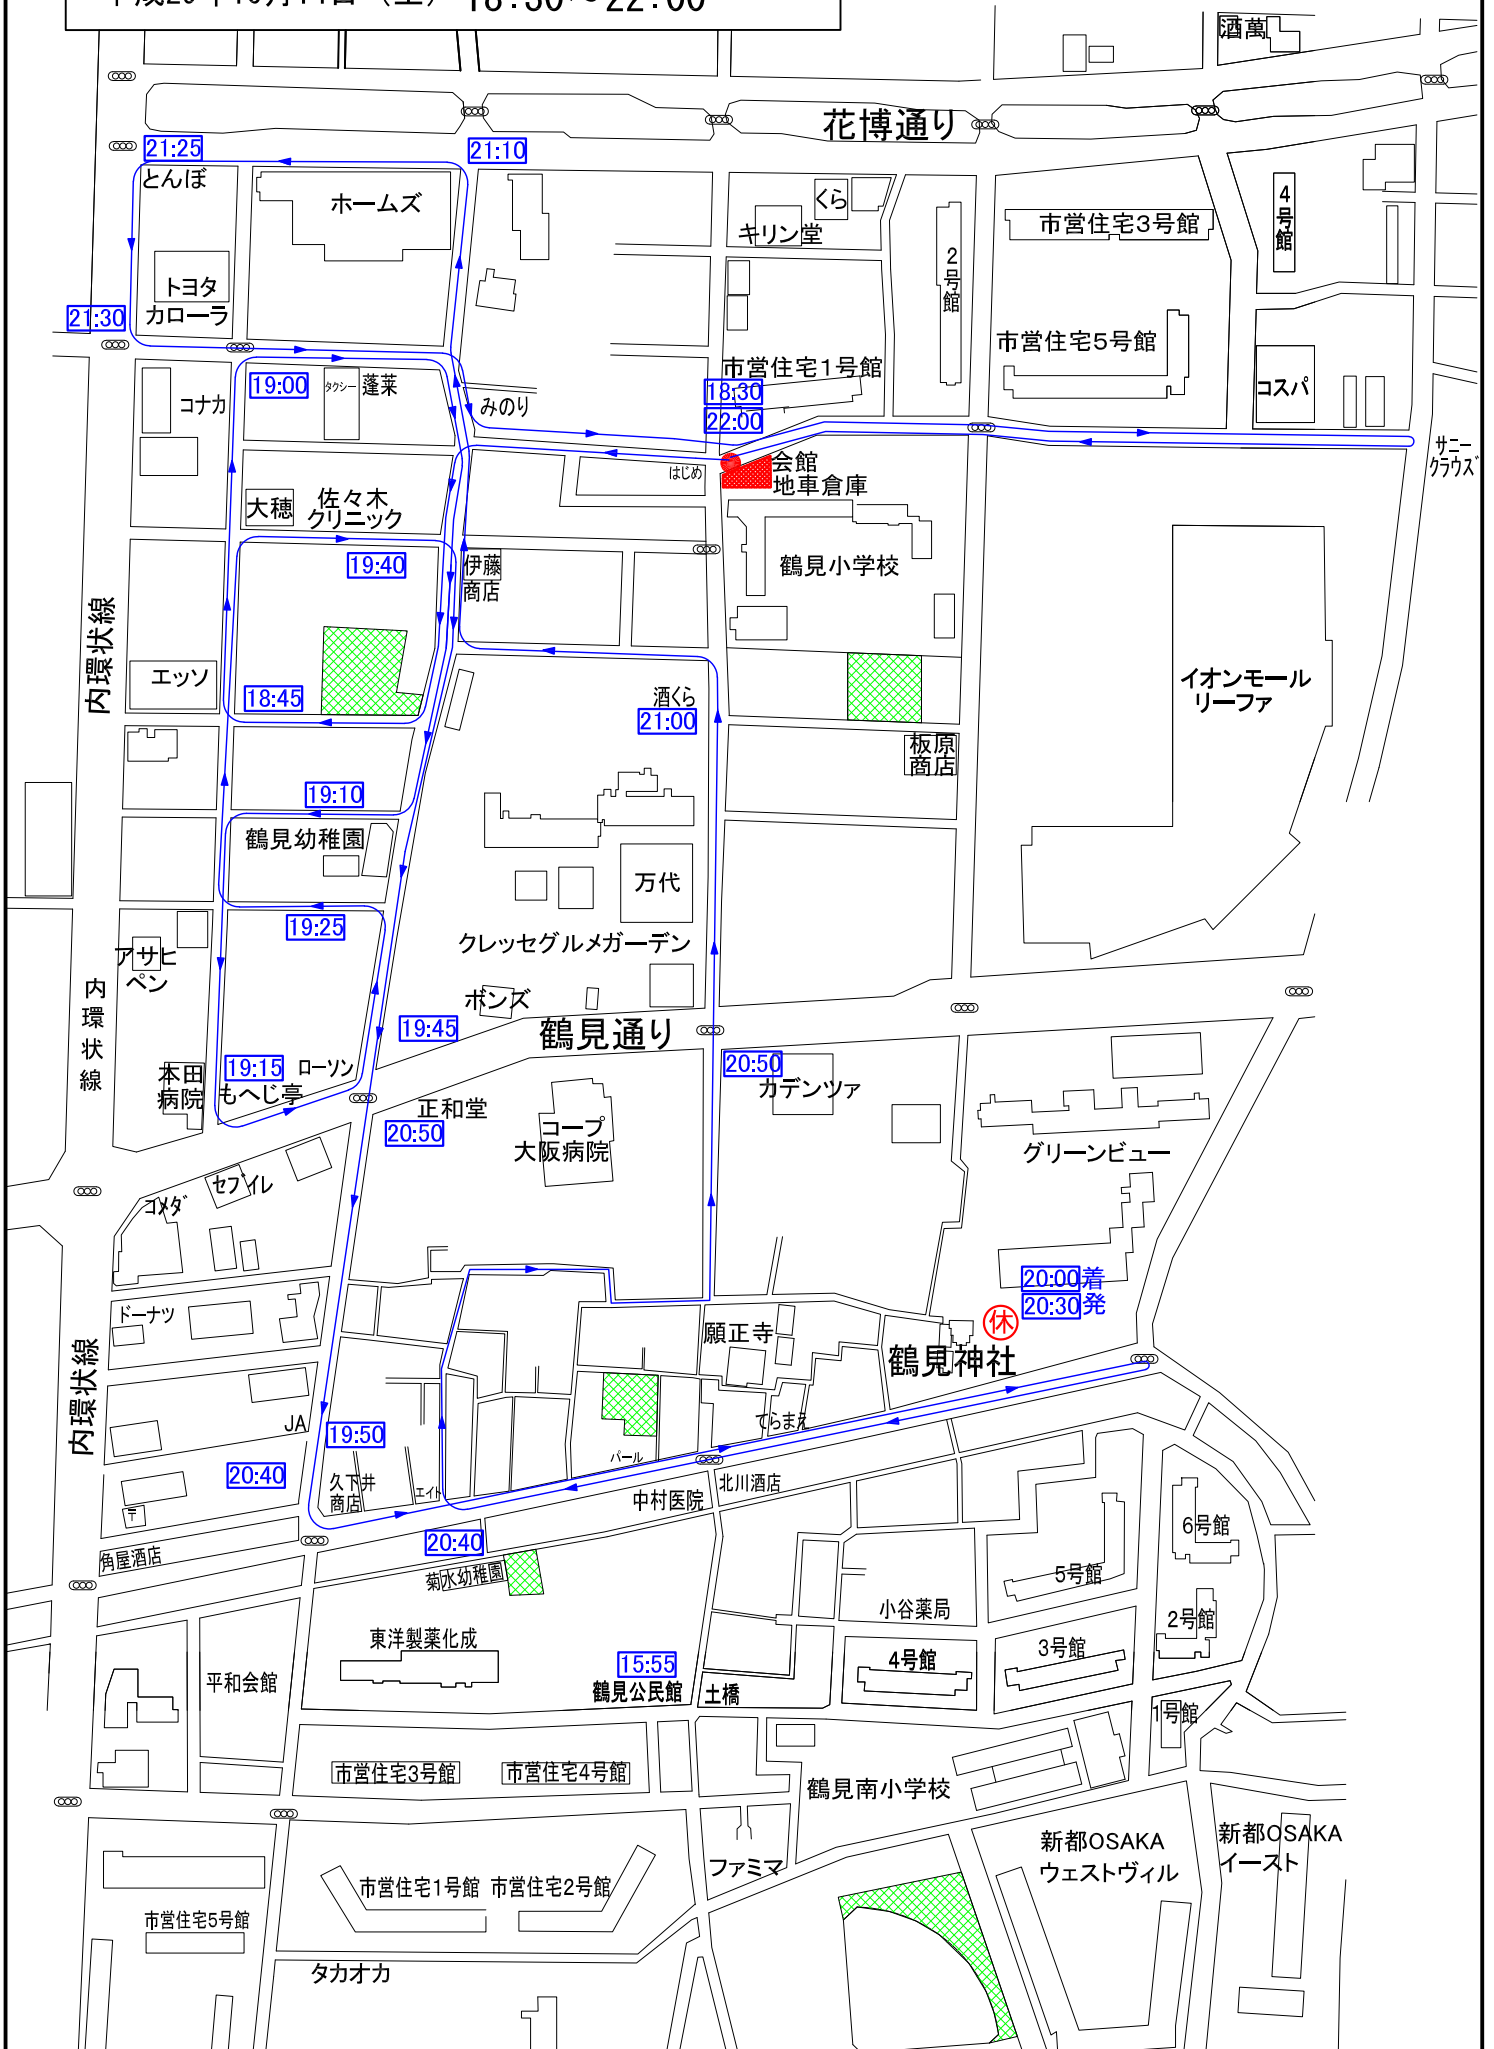 18:30～22:00
酒萬
花博通り
21:25
21:10
とんぼ
ホームズ
くら
キリン堂
2号館
市営住宅3号館
4号館
トヨタ
カローラ
21:30
市営住宅1号館
市営住宅5号館
コスパ
19:00
タクシー
蓬莱
コナカ
みのり
18:30
22:00
サニー
クラウズ
はじめ
会館
地車倉庫
大穂
佐々木
クリニック
19:40
伊藤
商店
鶴見小学校
内環状線
エッソ
18:45
酒くら
21:00
イオンモール
リーファ
板原
商店
19:10
鶴見幼稚園
万代
19:25
クレッセグルメガーデン
アサヒ
ペン
内環状線
ボンズ
19:45
鶴見通り
本田
病院
19:15
ローソン
もへじ亭
20:50
カデンツァ
正和堂
20:50
コープ
大阪病院
グリーンビュー
セブイレ
コメダ
ドーナツ
20:00着
20:30発
休
願正寺
鶴見神社
内環状線
JA
19:50
てらまえ
パール
20:40
久下井
商店
エイト
中村医院
北川酒店
〒
角屋酒店
20:40
菊水幼稚園
6号館
5号館
小谷薬局
2号館
東洋製薬化成
15:55
鶴見公民館
土橋
4号館
3号館
平和会館
1号館
市営住宅3号館
市営住宅4号館
鶴見南小学校
新都OSAKA
ウェストヴィル
新都OSAKA
イースト
ファミマ
市営住宅1号館
市営住宅2号館
市営住宅5号館
タカオカ